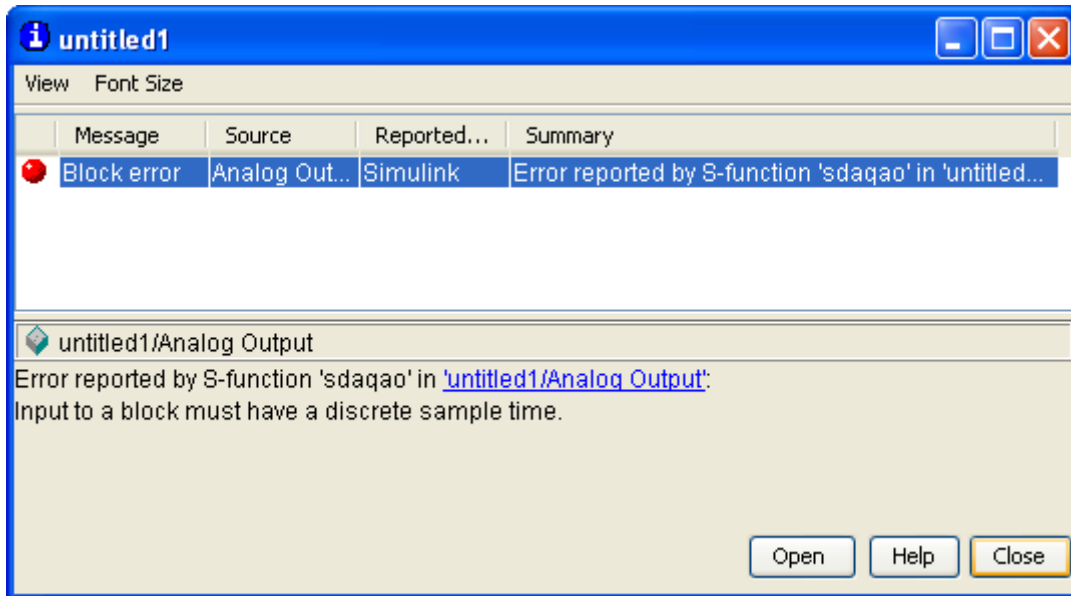 untitled1
View Font Size
Message Source Reported... Summary
Block error Analog Out... Simulink Error reported by S-function 'sdaqao' in 'untitled...
untitled1/Analog Output
Error reported by S-function 'sdaqao' in 'untitled1/Analog Output':
Input to a block must have a discrete sample time.
Open Help Close